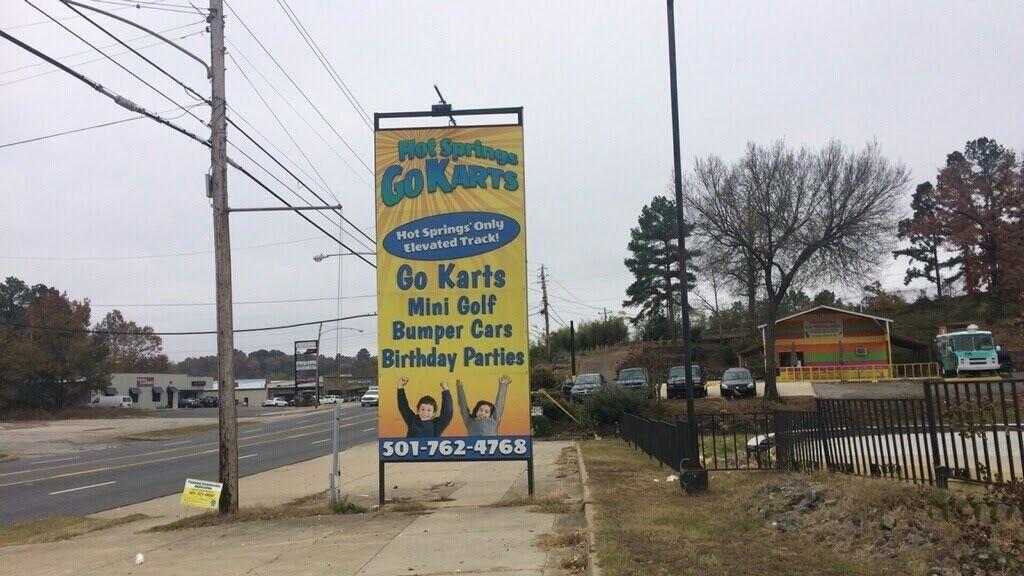 Hot Springs
Go Karts
Hot Springs' Only
Elevated Track!
Go Karts
Mini Golf
Bumper Cars
Birthday Parties
501-762-4768